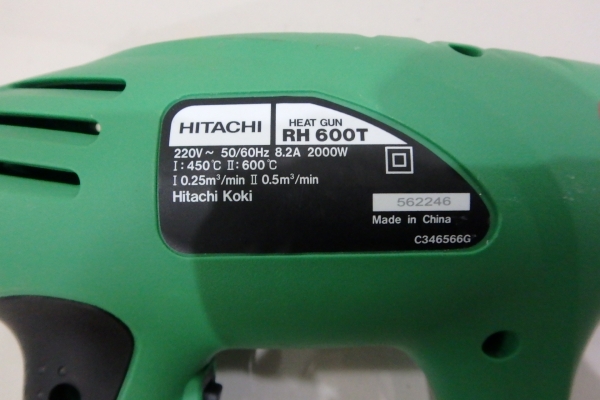 HITACHI
HEAT GUN
RH 600T
220V～ 50/60Hz 8.2A 2000W
I:450℃ II:600℃
I 0.25m³/min II 0.5m³/min
Hitachi Koki
562246
Made in China
C346566G